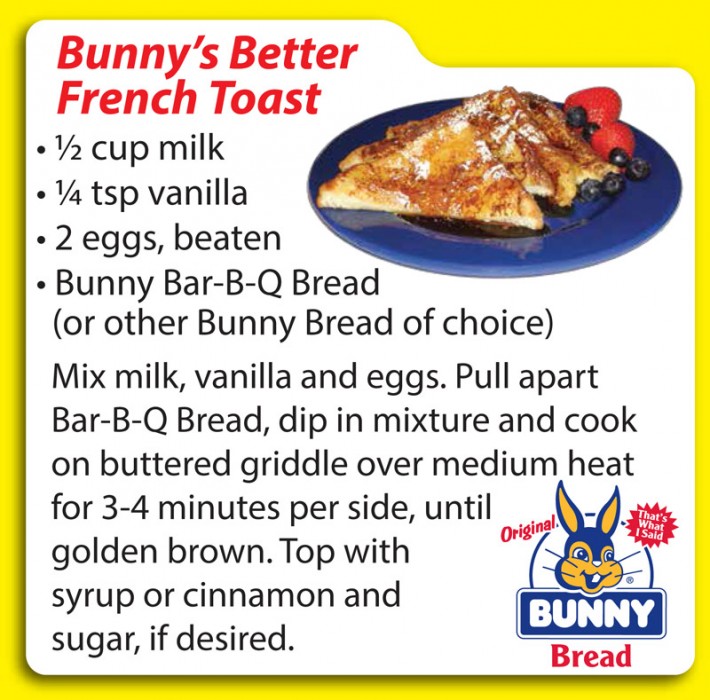 Bunny's Better
French Toast
• ½ cup milk
• ¼ tsp vanilla
• 2 eggs, beaten
• Bunny Bar-B-Q Bread
(or other Bunny Bread of choice)
Mix milk, vanilla and eggs. Pull apart
Bar-B-Q Bread, dip in mixture and cook
on buttered griddle over medium heat
for 3-4 minutes per side, until
golden brown. Top with
syrup or cinnamon and
sugar, if desired.
Original.
That's
What
I Said
®
BUNNY
Bread